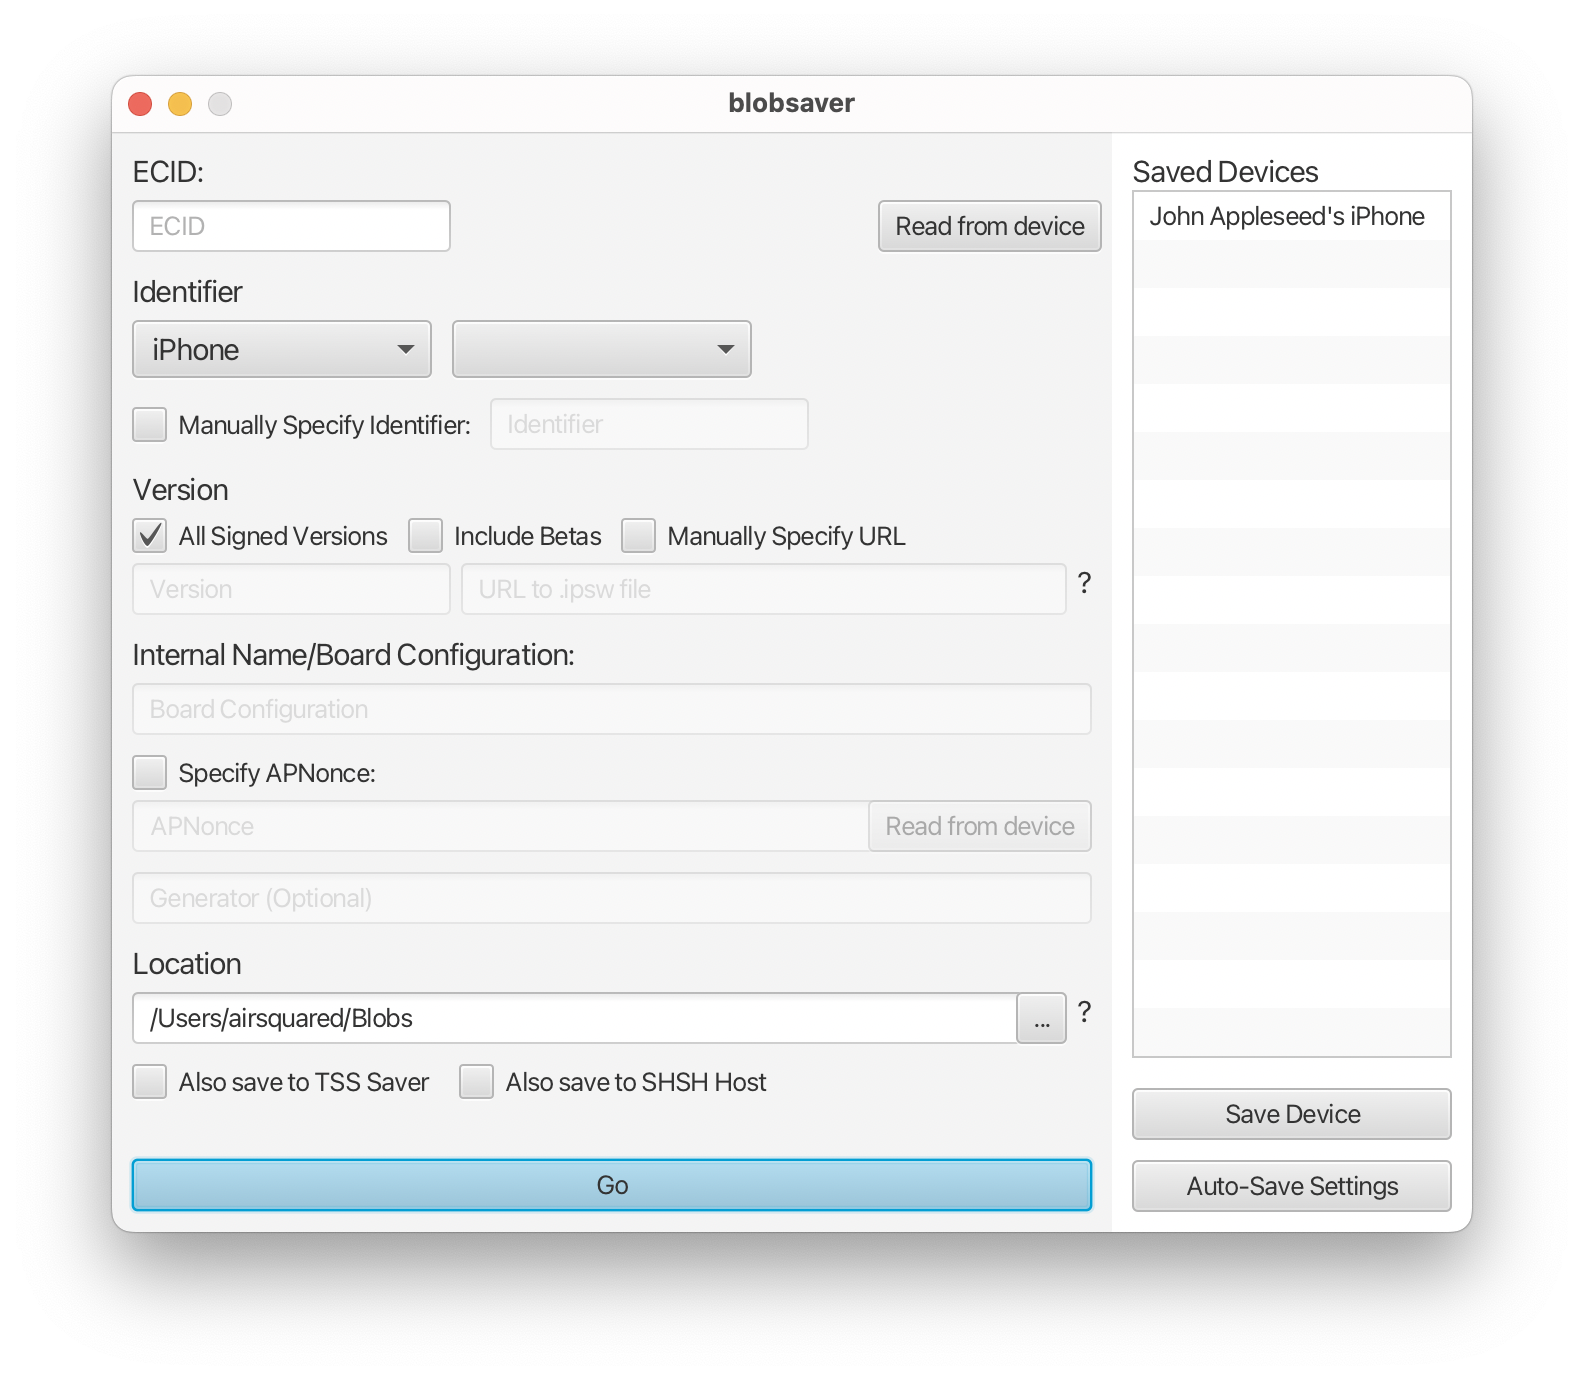 blobsaver
ECID:
ECID
Read from device
Identifier
iPhone
Manually Specify Identifier:
Identifier
Version
All Signed Versions
Include Betas
Manually Specify URL
Version
URL to .ipsw file
?
Internal Name/Board Configuration:
Board Configuration
Specify APNonce:
APNonce
Read from device
Generator (Optional)
Location
/Users/airsquared/Blobs
...
?
Also save to TSS Saver
Also save to SHSH Host
Go
Saved Devices
John Appleseed's iPhone
Save Device
Auto-Save Settings